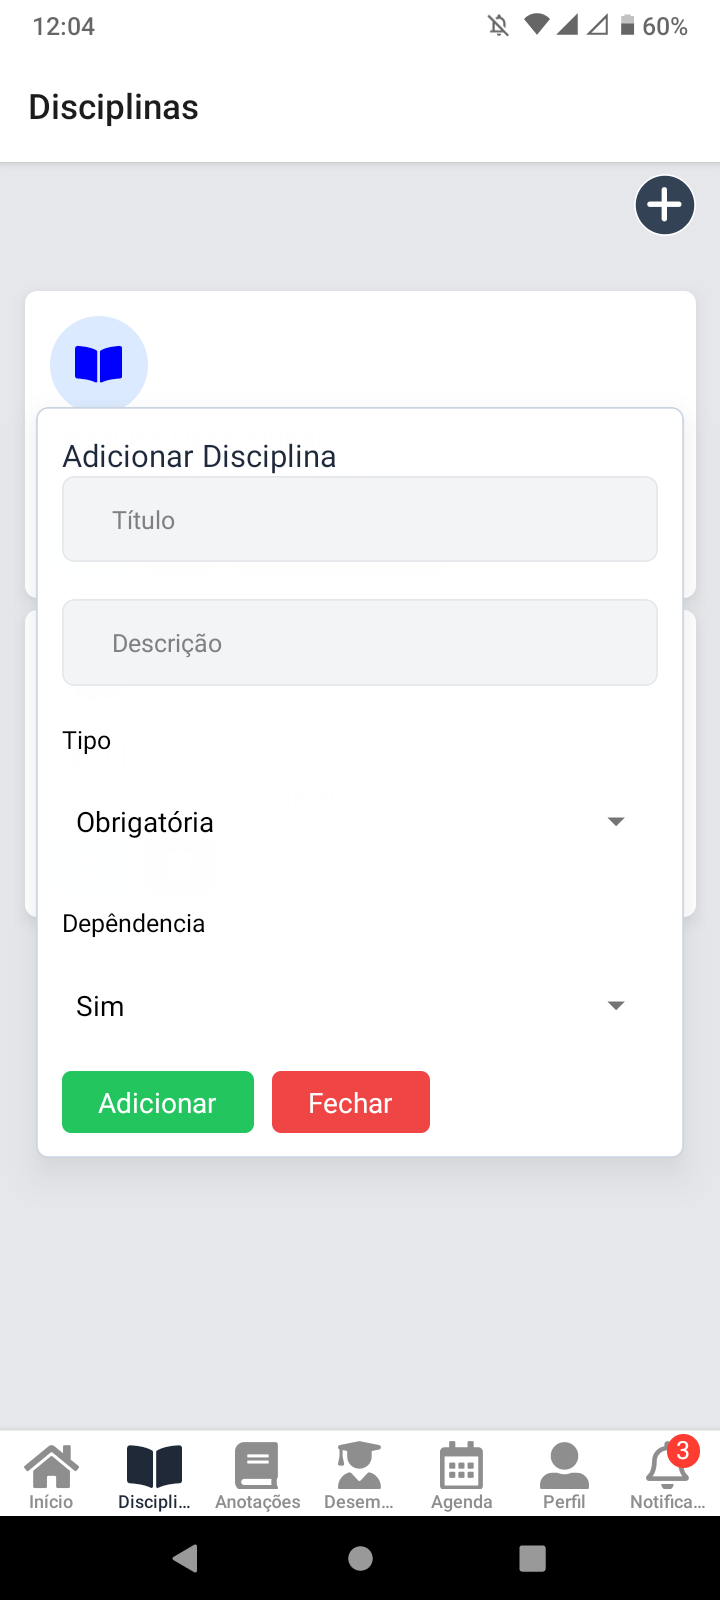 12:04
60%
Disciplinas
Adicionar Disciplina
Título
Descrição
Tipo
Obrigatória
Depêndencia
Sim
Adicionar Fechar
3
Início Discipli... Anotações Desem... Agenda Perfil Notifica...